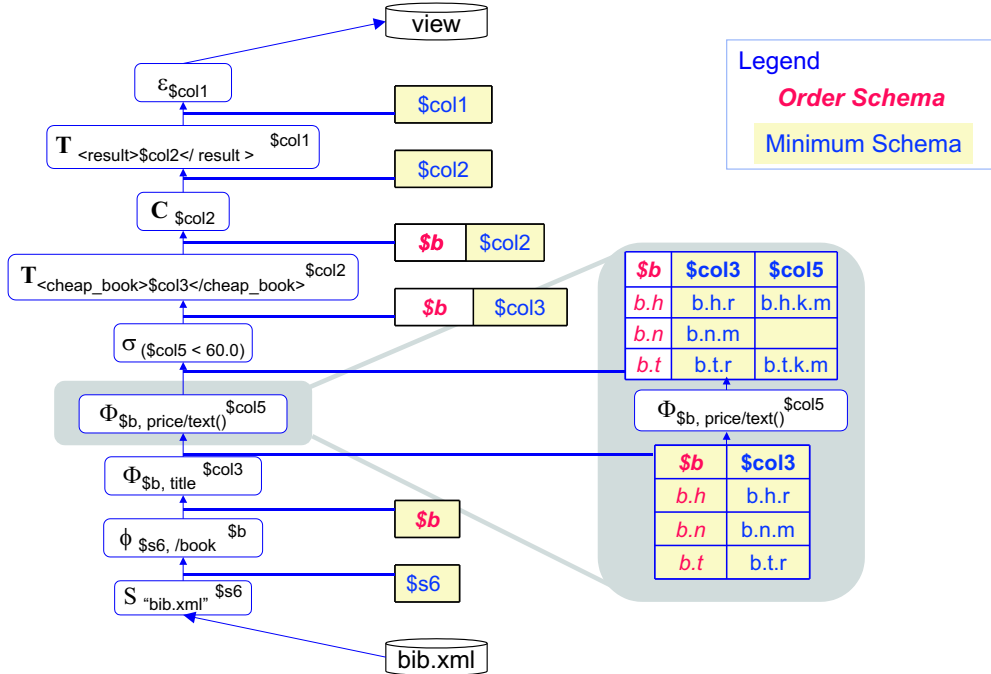 view
Legend
Order Schema
Minimum Schema
ε $col1
$col1
T <result>$col2</ result > $col1
$col2
C $col2
$b $col2
T <cheap_book>$col3</cheap_book> $col2
$b $col3
σ ($col5 < 60.0)
$b $col3 $col5
b.h b.h.r b.h.k.m
b.n b.n.m
b.t b.t.r b.t.k.m
Φ $b, price/text() $col5
Φ $b, price/text() $col5
Φ $b, title $col3
$b $col3
b.h b.h.r
b.n b.n.m
b.t b.t.r
$b
ϕ $s6, /book $b
$s6
S “bib.xml” $s6
bib.xml